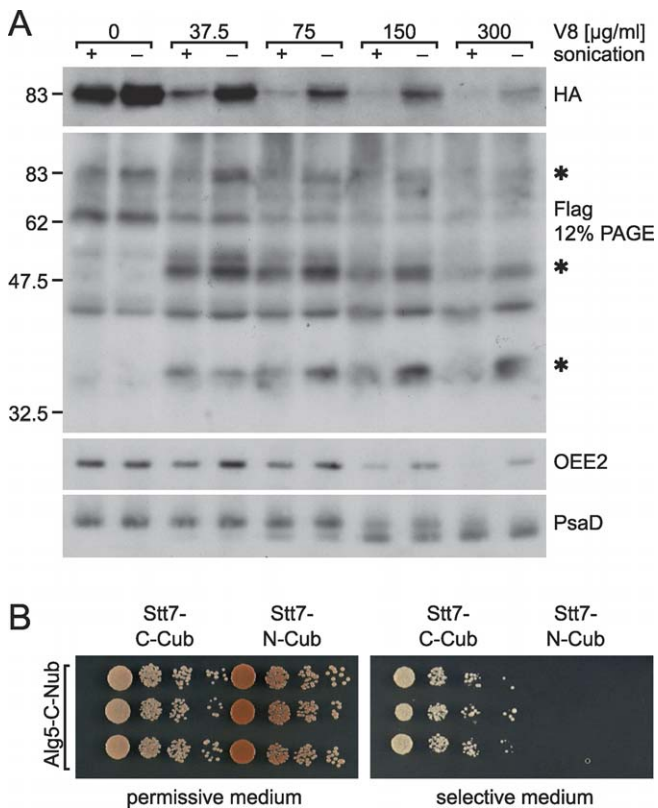 A
0 37.5 75 150 300 V8 [µg/ml]
+ – + – + – + – + – sonication
83 HA
83 *
62 Flag
12% PAGE
47.5 *
*
32.5
OEE2
PsaD
B
Stt7- Stt7- Stt7- Stt7-
C-Cub N-Cub C-Cub N-Cub
Alg5-C-Nub
permissive medium selective medium